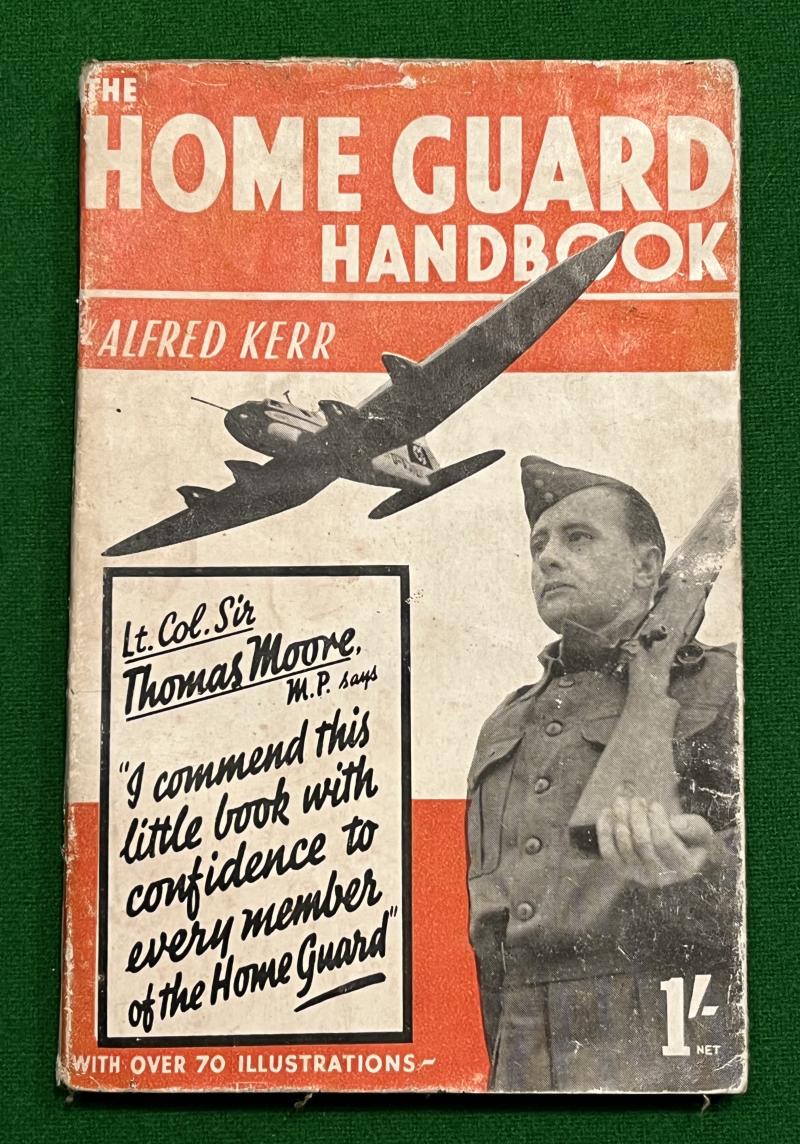 THE
HOME GUARD
HANDBOOK
ALFRED KERR
Lt. Col. Sir
Thomas Moore,
M.P. says
"I commend this
little book with
confidence to
every member
of the Home Guard"
1/-
NET
WITH OVER 70 ILLUSTRATIONS~